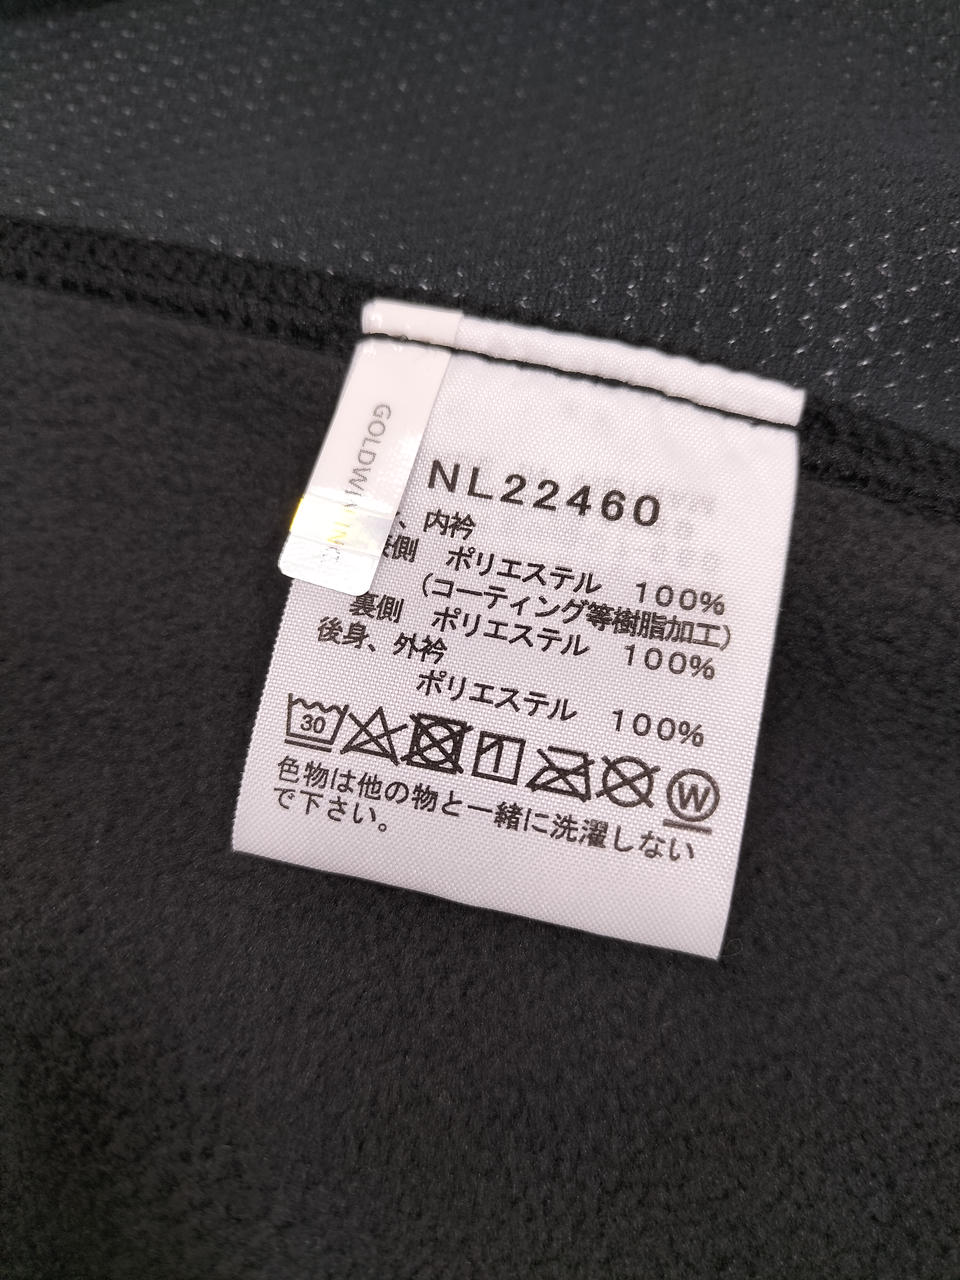 GOLDWIN INC.
NL22460
、内衿
側 ポリエステル 100%
(コーティング等樹脂加工)
裏側 ポリエステル 100%
後身、外衿
ポリエステル 100%
30 W
色物は他の物と一緒に洗濯しない
で下さい。